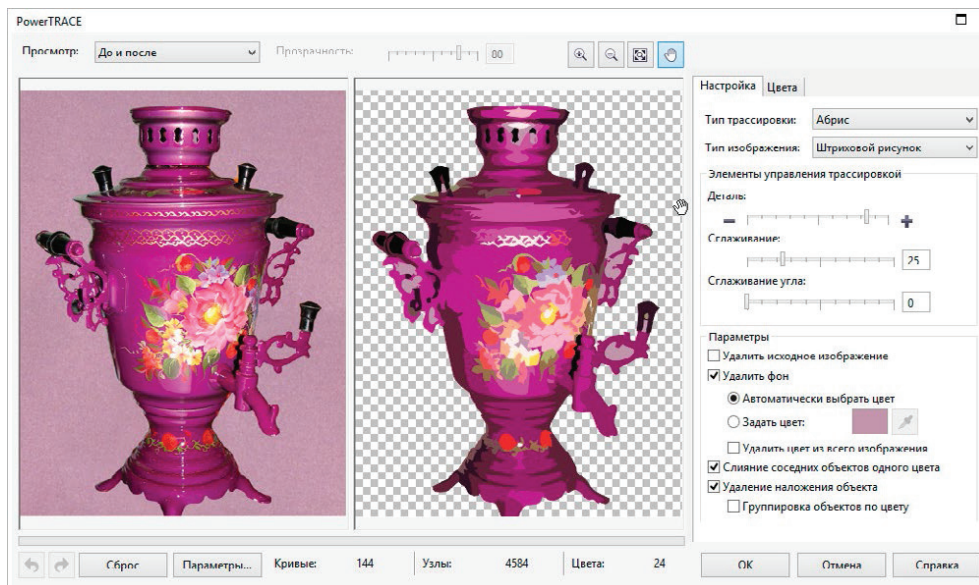 PowerTRACE
Просмотр: До и после Прозрачность: 80
Настройка Цвета
Тип трассировки: Абрис
Тип изображения: Штриховой рисунок
Элементы управления трассировкой
Деталь:
Сглаживание:
25
Сглаживание угла:
0
Параметры
Удалить исходное изображение
Удалить фон
Автоматически выбрать цвет
Задать цвет:
Удалить цвет из всего изображения
Слияние соседних объектов одного цвета
Удаление наложения объекта
Группировка объектов по цвету
Сброс Параметры... Кривые: 144 Узлы: 4584 Цвета: 24 OK Отмена Справка